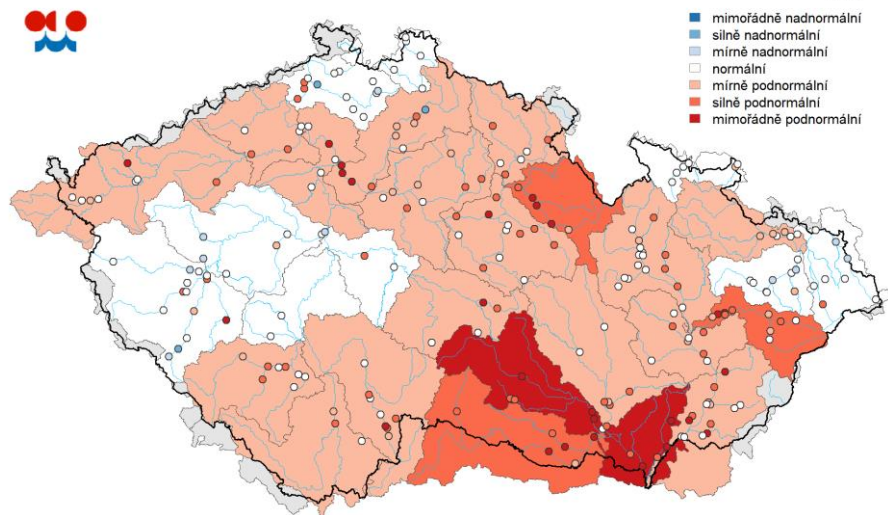 mimořádně nadnormální
silně nadnormální
mírně nadnormální
normální
mírně podnormální
silně podnormální
mimořádně podnormální